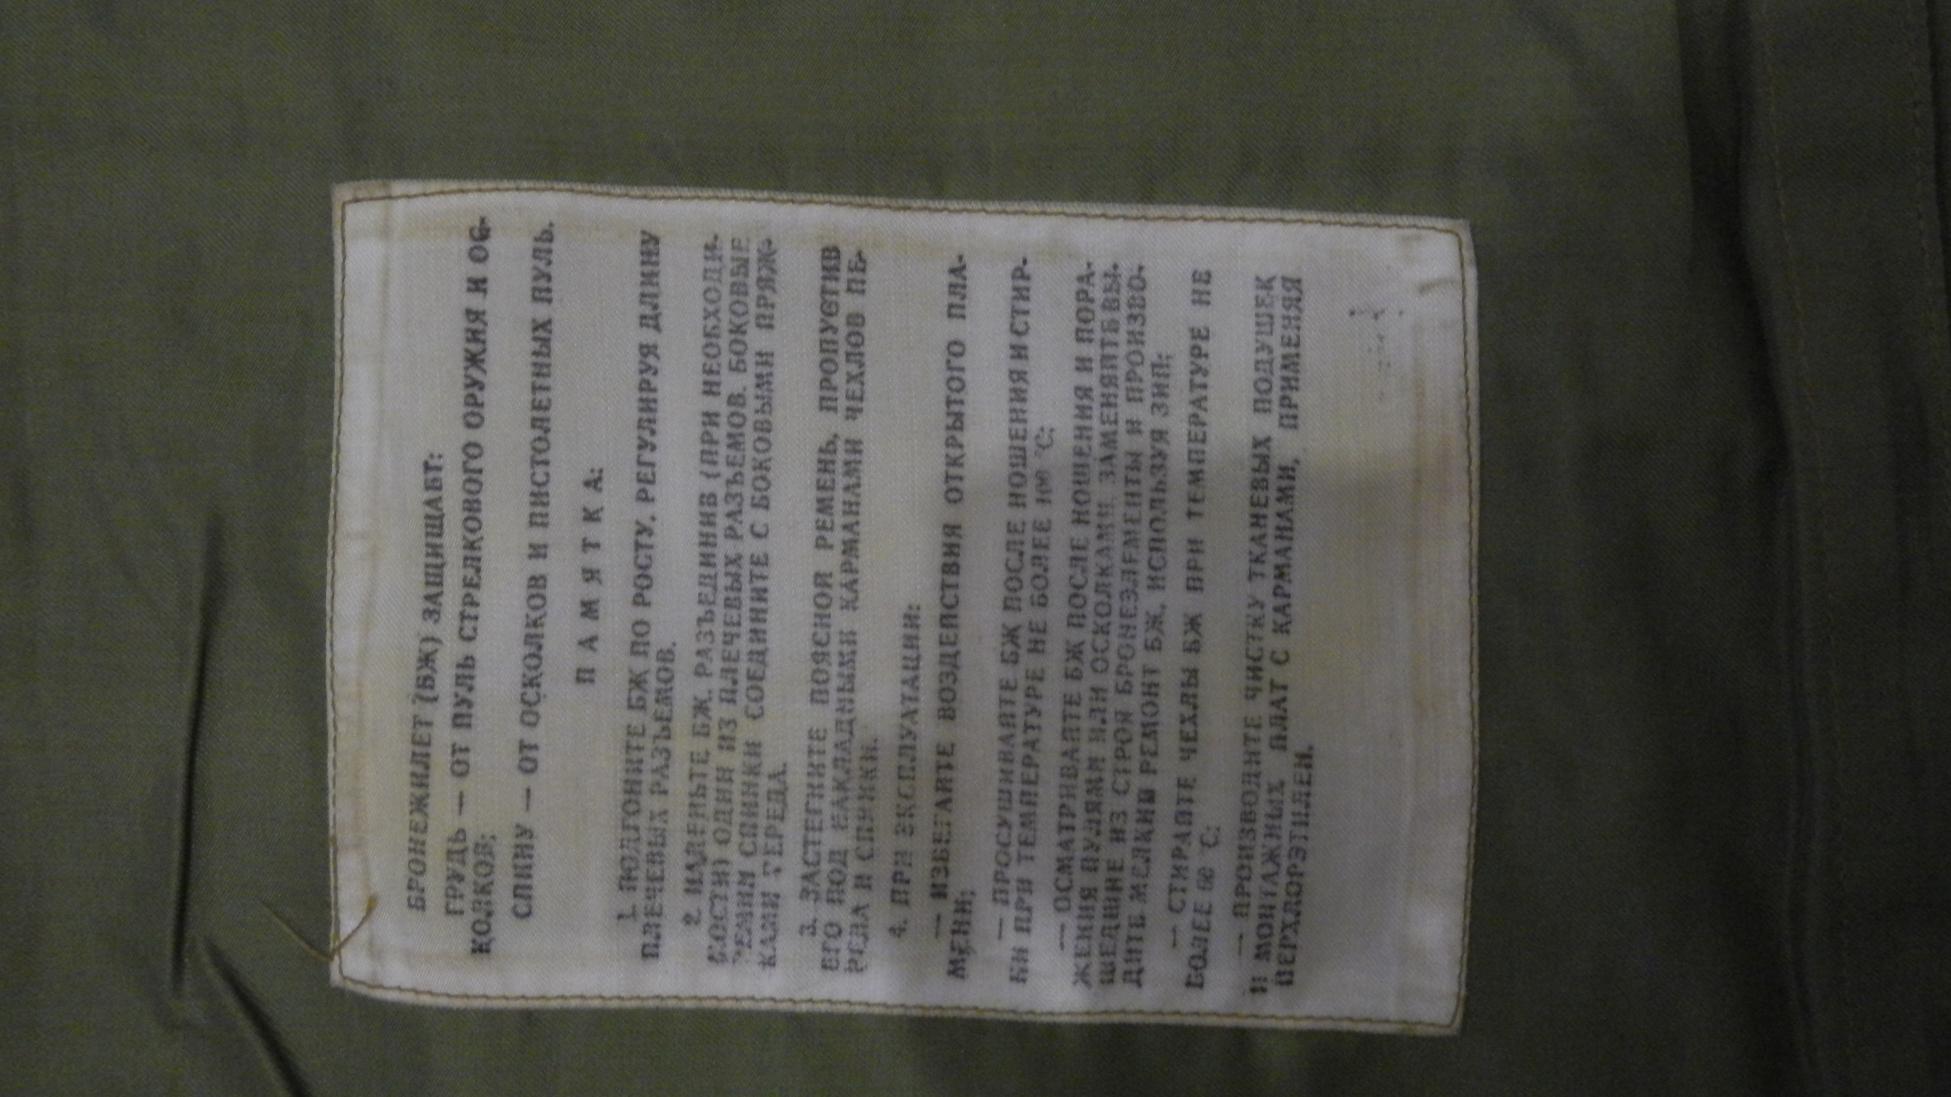 БРОНЕЖИЛЕТ (БЖ) ЗАЩИЩАЕТ:
ГРУДЬ — ОТ ПУЛЬ СТРЕЛКОВОГО ОРУЖИЯ И ОС-
КОЛКОВ;
СПИНУ — ОТ ОСКОЛКОВ И ПИСТОЛЕТНЫХ ПУЛЬ.
ПАМЯТКА:
1. ПОДГОНИТЕ БЖ ПО РОСТУ, РЕГУЛИРУЯ ДЛИНУ
ПЛЕЧЕВЫХ РАЗЪЕМОВ.
2. НАДЕНЬТЕ БЖ, РАЗЪЕДИНИВ (ПРИ НЕОБХОДИ-
МОСТИ) ОДИН ИЗ ПЛЕЧЕВЫХ РАЗЪЕМОВ. БОКОВЫЕ
РЕМНИ СПИНКИ СОЕДИНИТЕ С БОКОВЫМИ ПРЯЖ-
КАМИ ПЕРЕДА.
3. ЗАСТЕГНИТЕ ПОЯСНОЙ РЕМЕНЬ, ПРОПУСТИВ
ЕГО ПОД НАКЛАДНЫМИ КАРМАНАМИ ЧЕХЛОВ ПЕ-
РЕДА И СПИНКИ.
4. ПРИ ЭКСПЛУАТАЦИИ:
— ИЗБЕГАЙТЕ ВОЗДЕЙСТВИЯ ОТКРЫТОГО ПЛА-
МЕНИ;
— ПРОСУШИВАЙТЕ БЖ ПОСЛЕ НОШЕНИЯ И СТИР-
КИ ПРИ ТЕМПЕРАТУРЕ НЕ БОЛЕЕ 100 °С;
— ОСМАТРИВАЙТЕ БЖ ПОСЛЕ НОШЕНИЯ И ПОРА-
ЖЕНИЯ ПУЛЯМИ ИЛИ ОСКОЛКАМИ, ЗАМЕНЯЙТЕ ВЫ-
ШЕДШИЕ ИЗ СТРОЯ БРОНЕЭЛЕМЕНТЫ И ПРОИЗВО-
ДИТЕ МЕЛКИЙ РЕМОНТ БЖ, ИСПОЛЬЗУЯ ЗИП;
— СТИРАЙТЕ ЧЕХЛЫ БЖ ПРИ ТЕМПЕРАТУРЕ НЕ
БОЛЕЕ 60 °С;
— ПРОИЗВОДИТЕ ЧИСТКУ ТКАНЕВЫХ ПОДУШЕК
И МОНТАЖНЫХ ПЛАТ С КАРМАНАМИ, ПРИМЕНЯЯ
ПЕРХЛОРЭТИЛЕН.